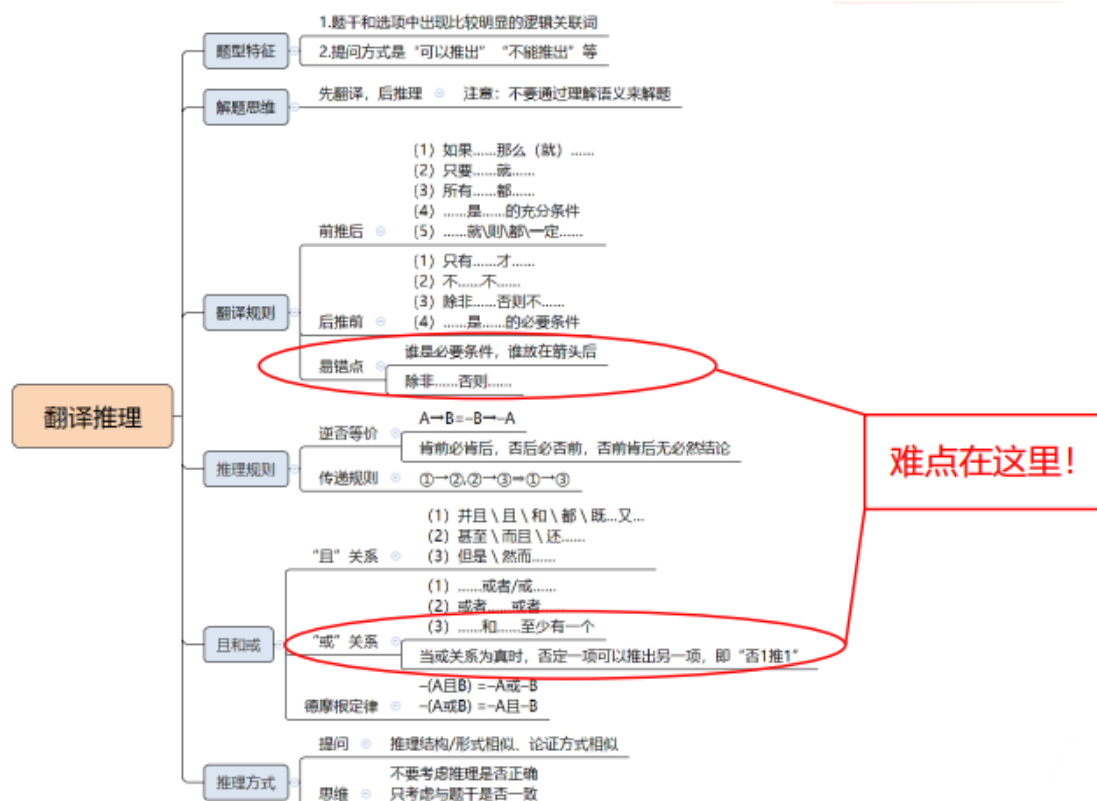 翻译推理
题型特征
1.题干和选项中出现比较明显的逻辑关联词
2.提问方式是“可以推出”“不能推出”等
解题思维
先翻译，后推理
注意：不要通过理解语义来解题
翻译规则
前推后
(1) 如果……那么（就）……
(2) 只要……就……
(3) 所有……都……
(4) ……是……的充分条件
(5) ……就\则\都\一定……
后推前
(1) 只有……才……
(2) 不……不……
(3) 除非……否则不……
(4) ……是……的必要条件
易错点
谁是必要条件，谁放在箭头后
除非……否则……
推理规则
逆否等价
A→B=–B→–A
肯前必肯后，否后必否前，否前肯后无必然结论
传递规则
①→②,②→③⇒①→③
且和或
“且”关系
(1) 并且\且\和\都\既…又…
(2) 甚至\而且\还……
(3) 但是\然而……
“或”关系
(1) ……或者/或……
(2) 或者……或者……
(3) ……和……至少有一个
当或关系为真时，否定一项可以推出另一项，即“否1推1”
德摩根定律
–(A且B) =–A或–B
–(A或B) =–A且–B
推理方式
提问
推理结构/形式相似、论证方式相似
思维
不要考虑推理是否正确
只考虑与题干是否一致
难点在这里！